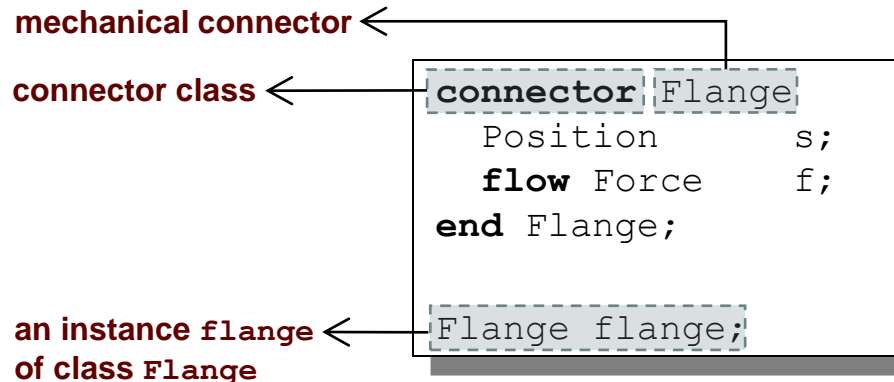 mechanical connector
connector class
connector Flange
Position s;
flow Force f;
end Flange;
Flange flange;
an instance flange
of class Flange